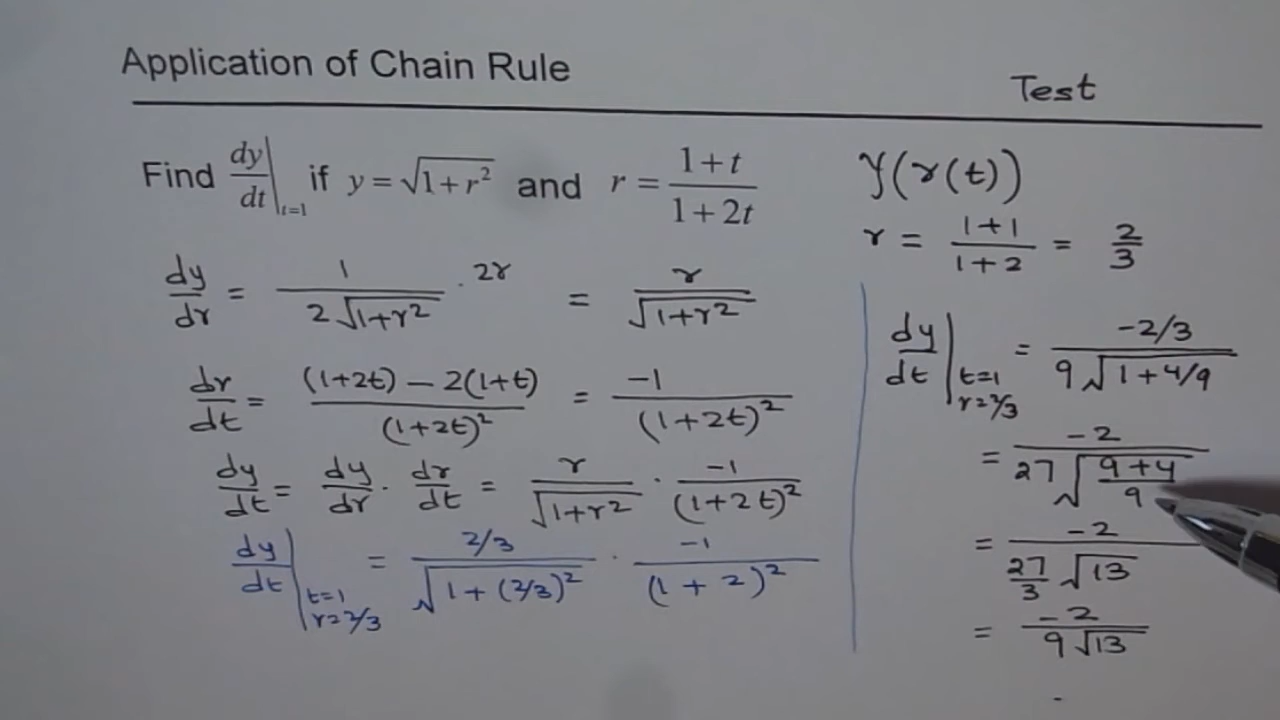 Application of Chain Rule
Test
Find dy/dt|t=1 if y = √(1+r²) and r = (1+t)/(1+2t)
y(r(t))
r = (1+1)/(1+2) = 2/3
dy/dr = 1/(2√(1+r²)) · 2r = r/√(1+r²)
dr/dt = ((1+2t) – 2(1+t))/(1+2t)² = -1/(1+2t)²
dy/dt = dy/dr · dr/dt = r/√(1+r²) · -1/(1+2t)²
dy/dt|t=1 r=2/3 = (2/3)/√(1+(2/3)²) · -1/(1+2)²
dy/dt|t=1 r=2/3 = (-2/3)/(9√(1+4/9))
= -2/(27√((9+4)/9))
= -2/((27/3)√13)
= -2/(9√13)